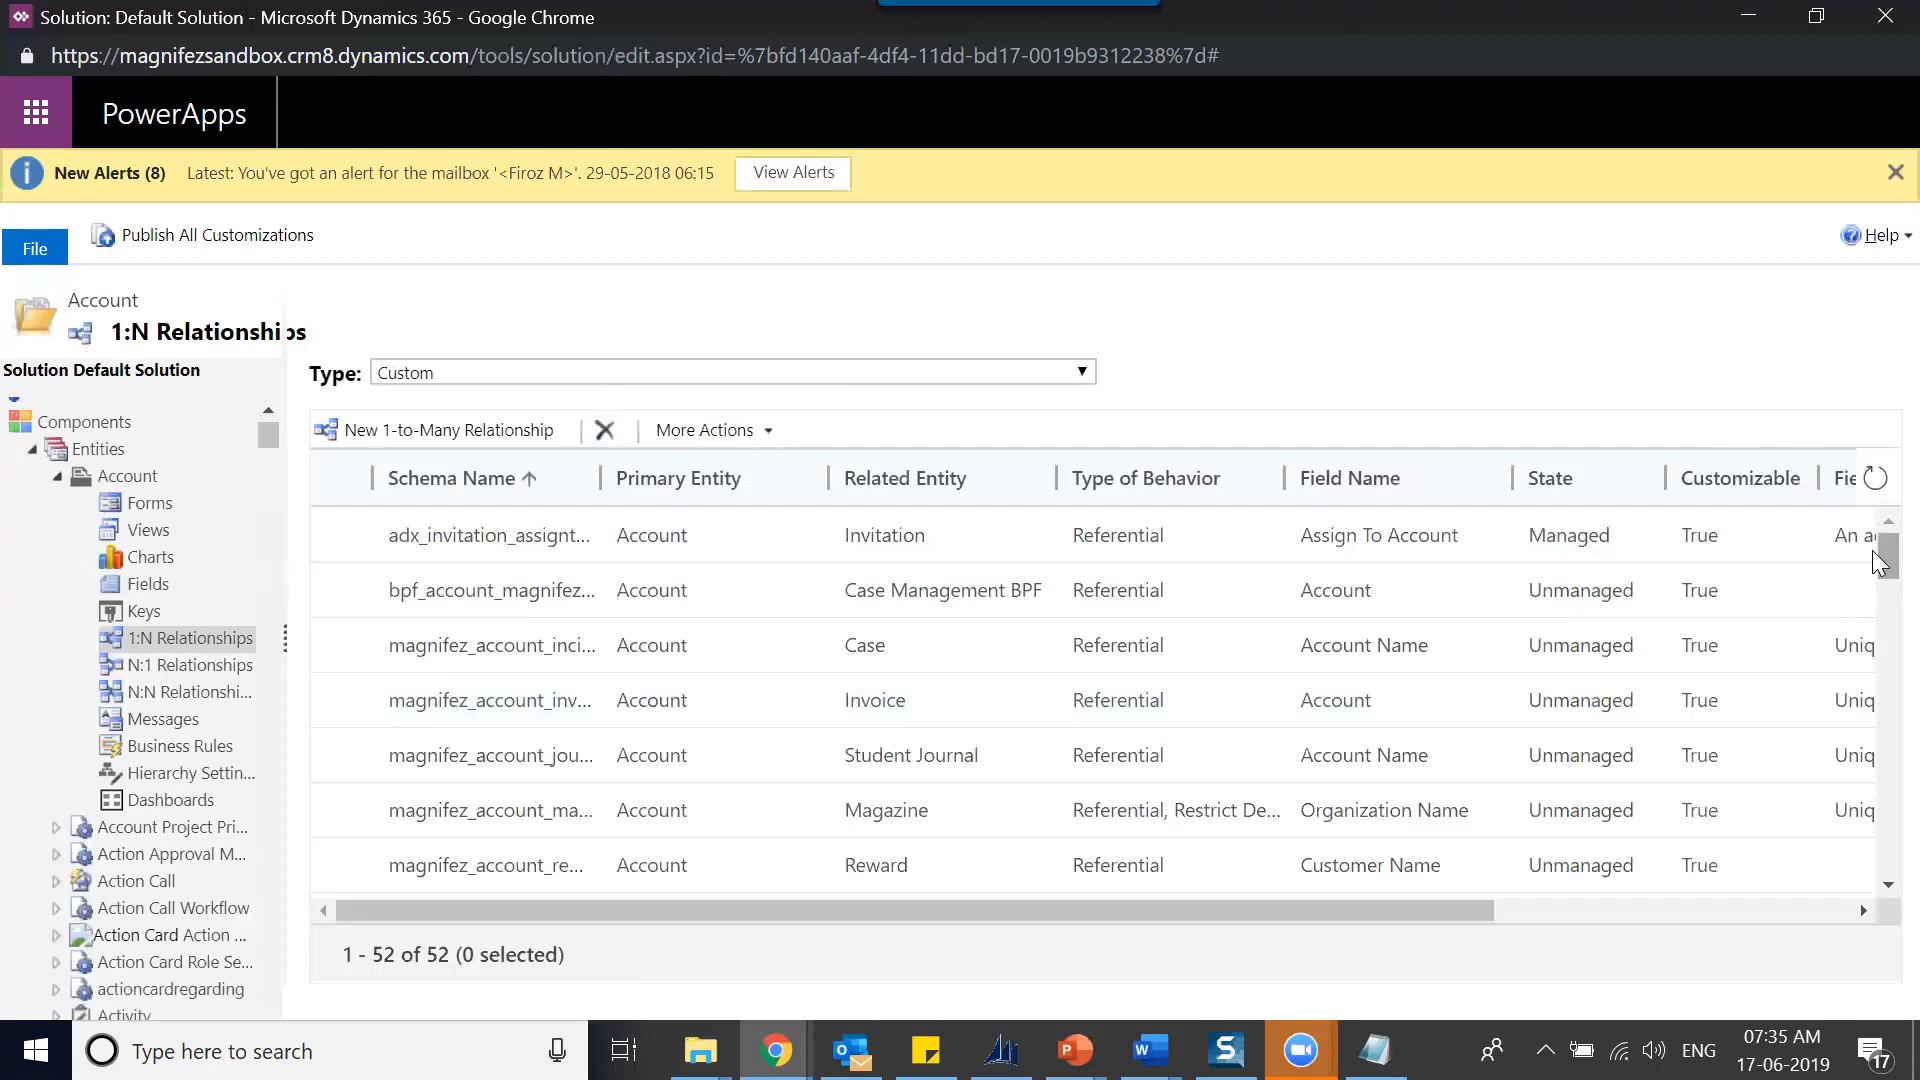 Solution: Default Solution - Microsoft Dynamics 365 - Google Chrome
https://magnifezsandbox.crm8.dynamics.com/tools/solution/edit.aspx?id=%7bfd140aaf-4df4-11dd-bd17-0019b9312238%7d#
PowerApps
New Alerts (8) Latest: You've got an alert for the mailbox '<Firoz M>'. 29-05-2018 06:15 View Alerts
File Publish All Customizations Help
Account
1:N Relationships
Solution Default Solution
Components
Entities
Account
Forms
Views
Charts
Fields
Keys
1:N Relationships
N:1 Relationships
N:N Relationshi...
Messages
Business Rules
Hierarchy Settin...
Dashboards
Account Project Pri...
Action Approval M...
Action Call
Action Call Workflow
Action Card Action ...
Action Card Role Se...
actioncardregarding
Activity
Type: Custom
New 1-to-Many Relationship More Actions
Schema Name Primary Entity Related Entity Type of Behavior Field Name State Customizable Fie
adx_invitation_assignt... Account Invitation Referential Assign To Account Managed True An a
bpf_account_magnifez... Account Case Management BPF Referential Account Unmanaged True
magnifez_account_inci... Account Case Referential Account Name Unmanaged True Uniq
magnifez_account_inv... Account Invoice Referential Account Unmanaged True Uniq
magnifez_account_jou... Account Student Journal Referential Account Name Unmanaged True Uniq
magnifez_account_ma... Account Magazine Referential, Restrict De... Organization Name Unmanaged True Uniq
magnifez_account_re... Account Reward Referential Customer Name Unmanaged True
1 - 52 of 52 (0 selected)
Type here to search
ENG
07:35 AM
17-06-2019
17